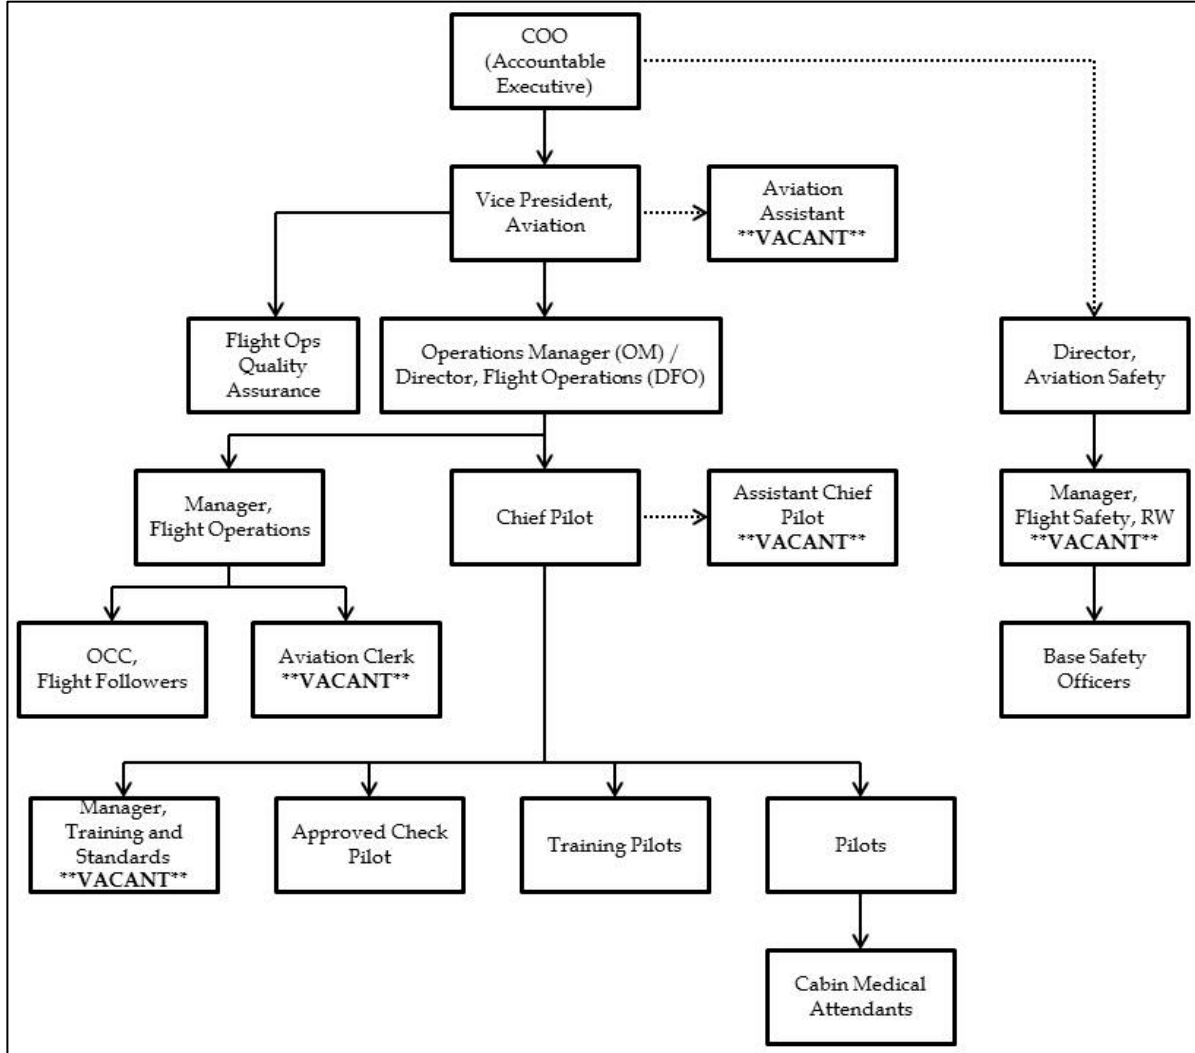 COO
(Accountable
Executive)
Vice President,
Aviation
Aviation
Assistant
**VACANT**
Flight Ops
Quality
Assurance
Operations Manager (OM) /
Director, Flight Operations (DFO)
Director,
Aviation Safety
Manager,
Flight Operations
Chief Pilot
Assistant Chief
Pilot
**VACANT**
Manager,
Flight Safety, RW
**VACANT**
OCC,
Flight Followers
Aviation Clerk
**VACANT**
Base Safety
Officers
Manager,
Training and
Standards
**VACANT**
Approved Check
Pilot
Training Pilots
Pilots
Cabin Medical
Attendants